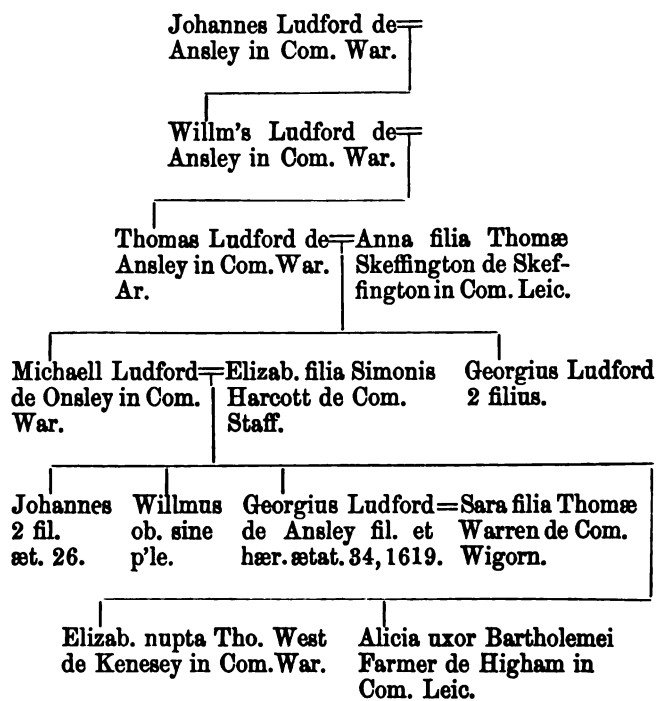 Johannes Ludford de
Ansley in Com. War.
Willm's Ludford de
Ansley in Com. War.
Thomas Ludford de
Ansley in Com. War.
Ar.
Anna filia Thomæ
Skeffington de Skef-
fington in Com. Leic.
Michaell Ludford
de Onsley in Com.
War.
Elizab. filia Simonis
Harcott de Com.
Staff.
Georgius Ludford
2 filius.
Johannes
2 fil.
æt. 26.
Willmus
ob. sine
p'le.
Georgius Ludford
de Ansley fil. et
hær. ætat. 34, 1619.
Sara filia Thomæ
Warren de Com.
Wigorn.
Elizab. nupta Tho. West
de Kenesey in Com. War.
Alicia uxor Bartholemei
Farmer de Higham in
Com. Leic.